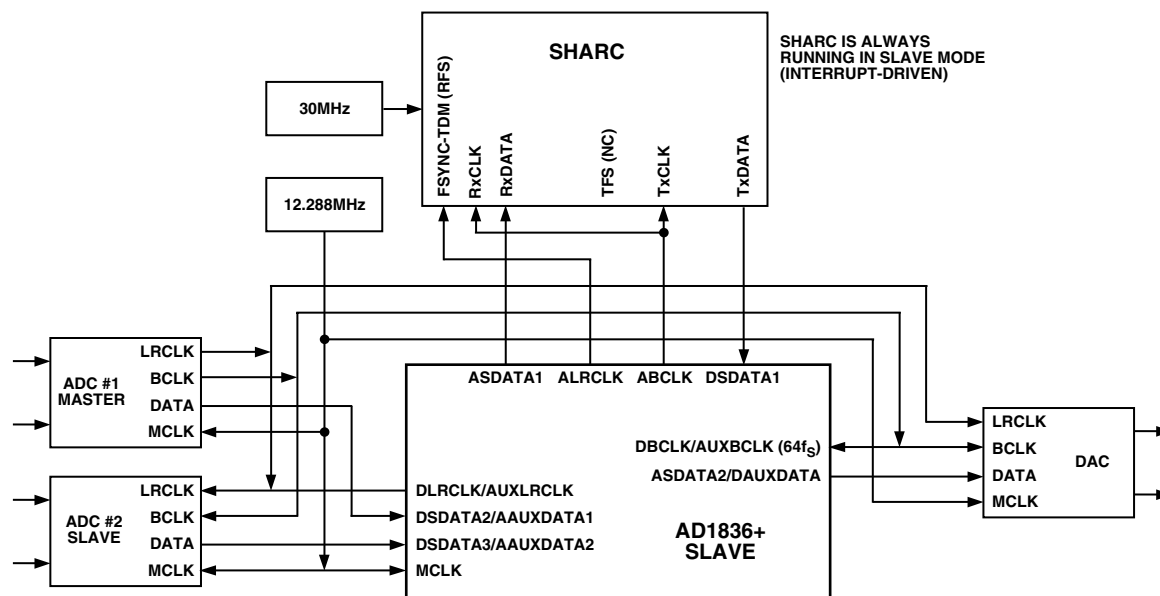 SHARC
SHARC IS ALWAYS
RUNNING IN SLAVE MODE
(INTERRUPT-DRIVEN)
30MHz
12.288MHz
FSYNC-TDM (RFS)
RxCLK
RxDATA
TFS (NC)
TxCLK
TxDATA
ADC #1
MASTER
LRCLK
BCLK
DATA
MCLK
ADC #2
SLAVE
LRCLK
BCLK
DATA
MCLK
ASDATA1 ALRCLK ABCLK DSDATA1
DBCLK/AUXBCLK (64fS)
ASDATA2/DAUXDATA
DLRCLK/AUXLRCLK
DSDATA2/AAUXDATA1
DSDATA3/AAUXDATA2
MCLK
AD1836+
SLAVE
LRCLK
BCLK
DATA
MCLK
DAC